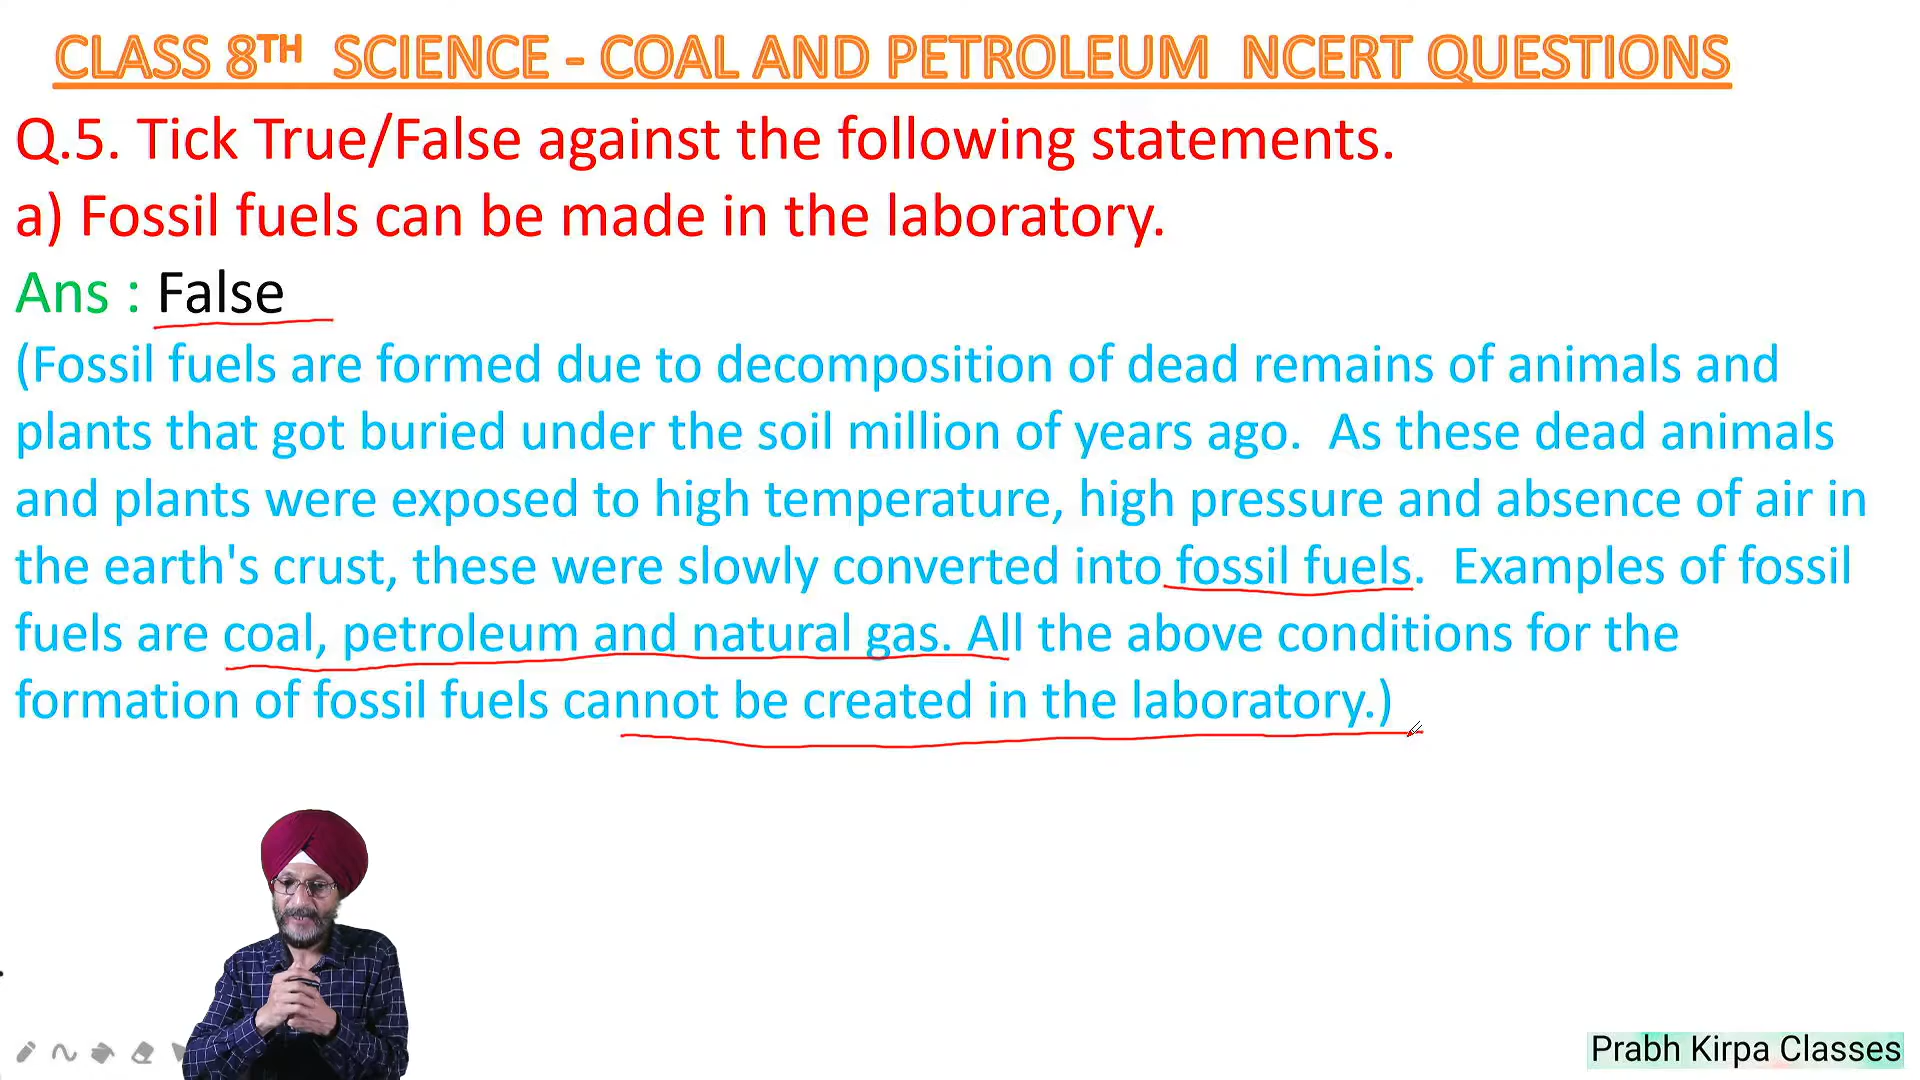 CLASS 8TH SCIENCE - COAL AND PETROLEUM NCERT QUESTIONS
Q.5. Tick True/False against the following statements.
a) Fossil fuels can be made in the laboratory.
Ans : False
(Fossil fuels are formed due to decomposition of dead remains of animals and
plants that got buried under the soil million of years ago. As these dead animals
and plants were exposed to high temperature, high pressure and absence of air in
the earth's crust, these were slowly converted into fossil fuels. Examples of fossil
fuels are coal, petroleum and natural gas. All the above conditions for the
formation of fossil fuels cannot be created in the laboratory.)
Prabh Kirpa Classes